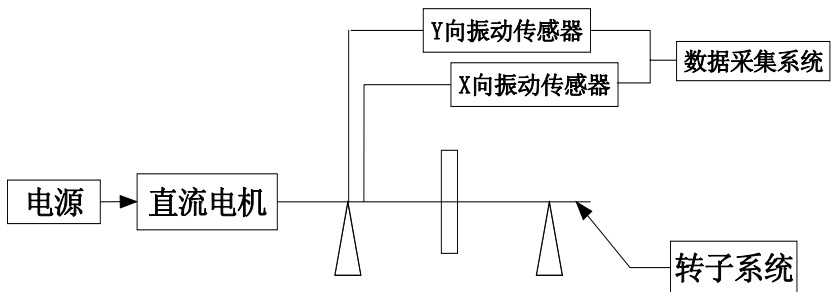 Y向振动传感器
数据采集系统
X向振动传感器
电源
直流电机
转子系统